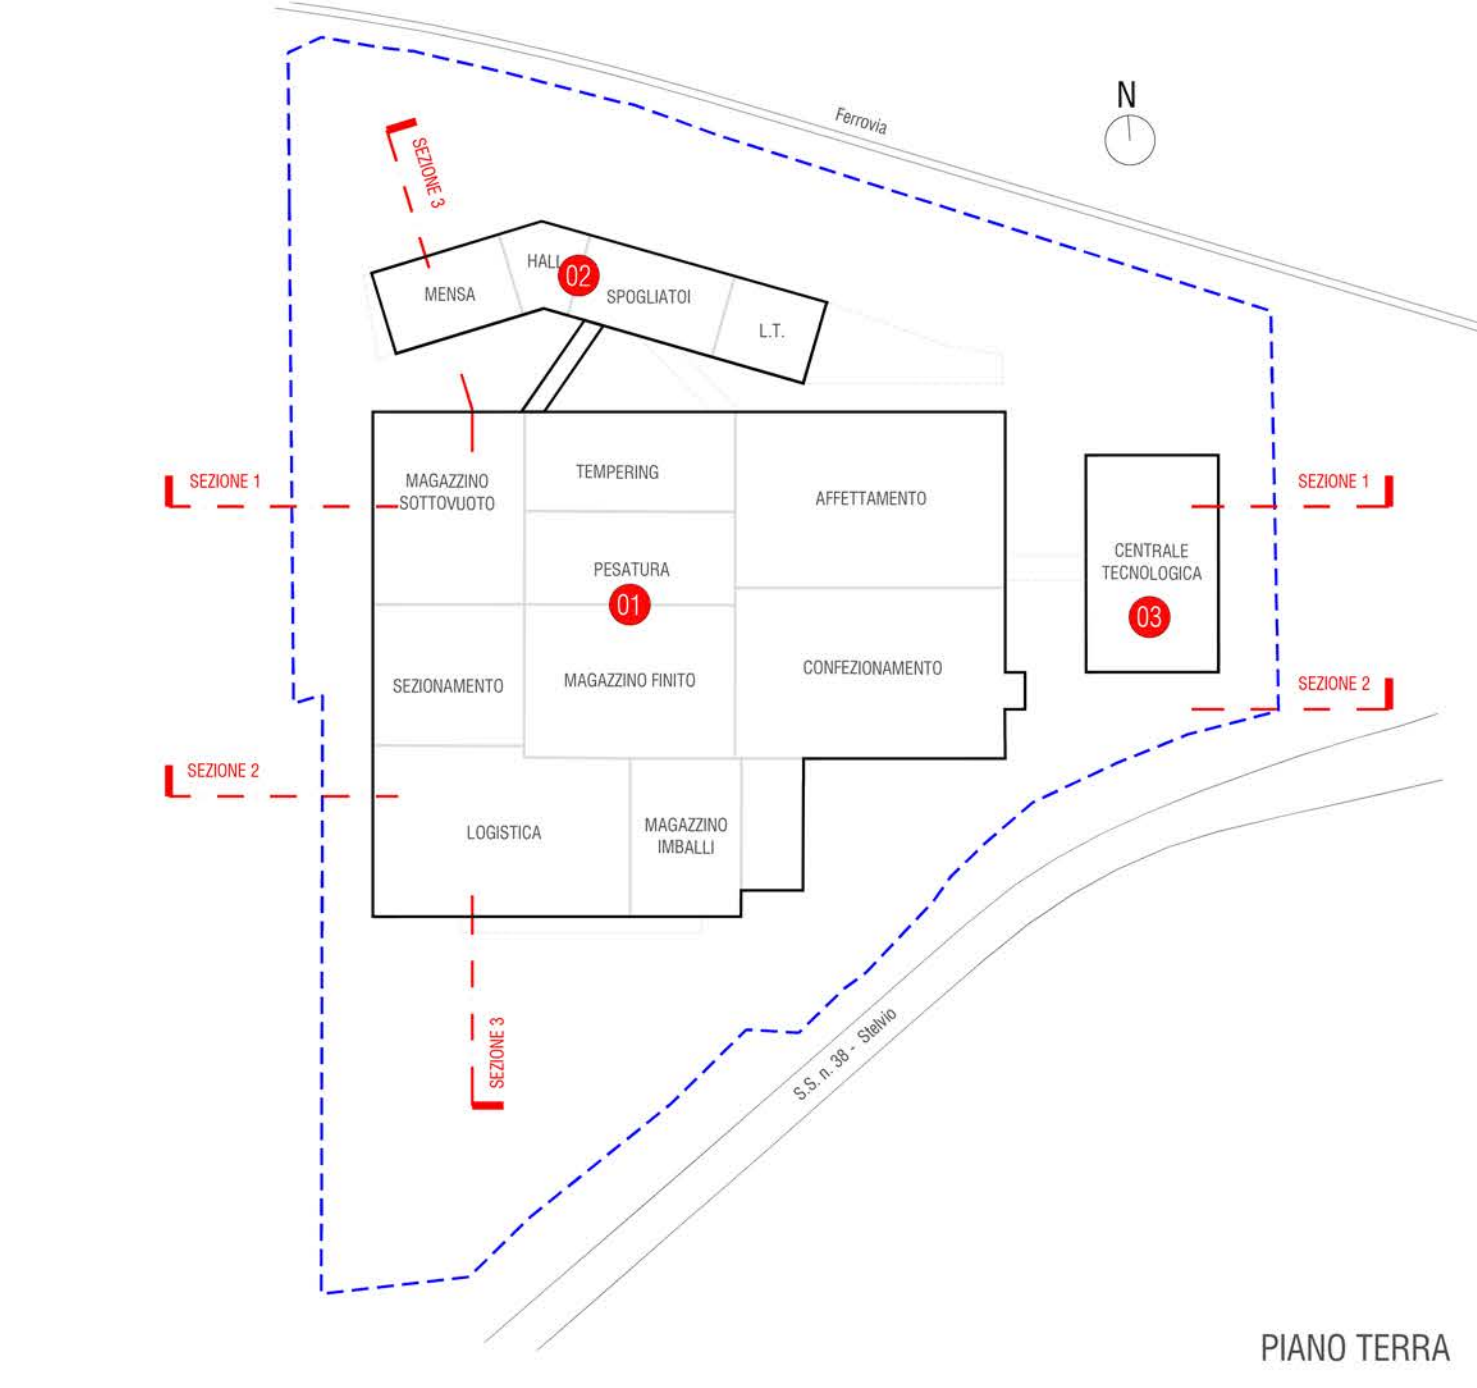 N
Ferrovia
SEZIONE 3
HALL
02
MENSA
SPOGLIATOI
L.T.
SEZIONE 1
MAGAZZINO
SOTTOVUOTO
TEMPERING
AFFETTAMENTO
SEZIONE 1
PESATURA
01
CENTRALE
TECNOLOGICA
03
SEZIONAMENTO
MAGAZZINO FINITO
CONFEZIONAMENTO
SEZIONE 2
SEZIONE 2
LOGISTICA
MAGAZZINO
IMBALLI
SEZIONE 3
S.S. n. 38 - Stelvio
PIANO TERRA